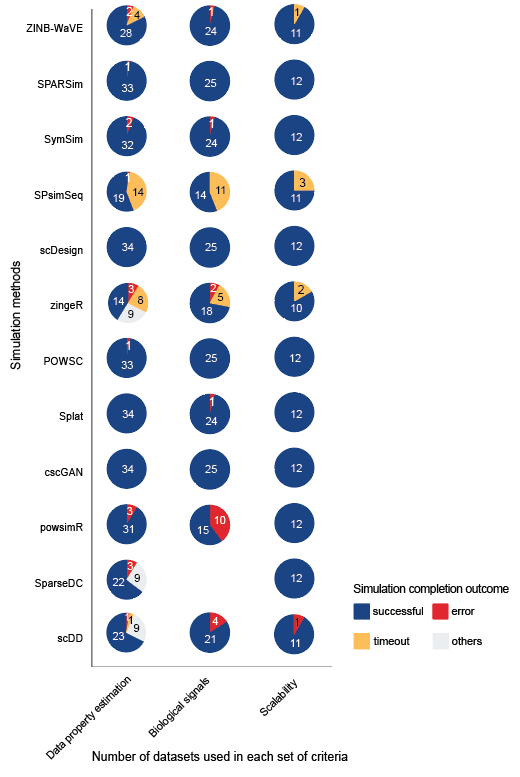 ZINB-WaVE
2
4
28
1
24
1
11
SPARSim
1
33
25
12
SymSim
2
32
1
24
12
SPsimSeq
1
14
19
11
14
3
11
scDesign
34
25
12
zingeR
3
14
8
9
2
5
18
2
10
POWSC
1
33
25
12
Splat
34
1
24
12
cscGAN
34
25
12
powsimR
3
31
10
15
12
SparseDC
3
22
9
12
scDD
1
9
23
4
21
1
11
Simulation methods
Data property estimation
Biological signals
Scalability
Number of datasets used in each set of criteria
Simulation completion outcome
successful
error
timeout
others